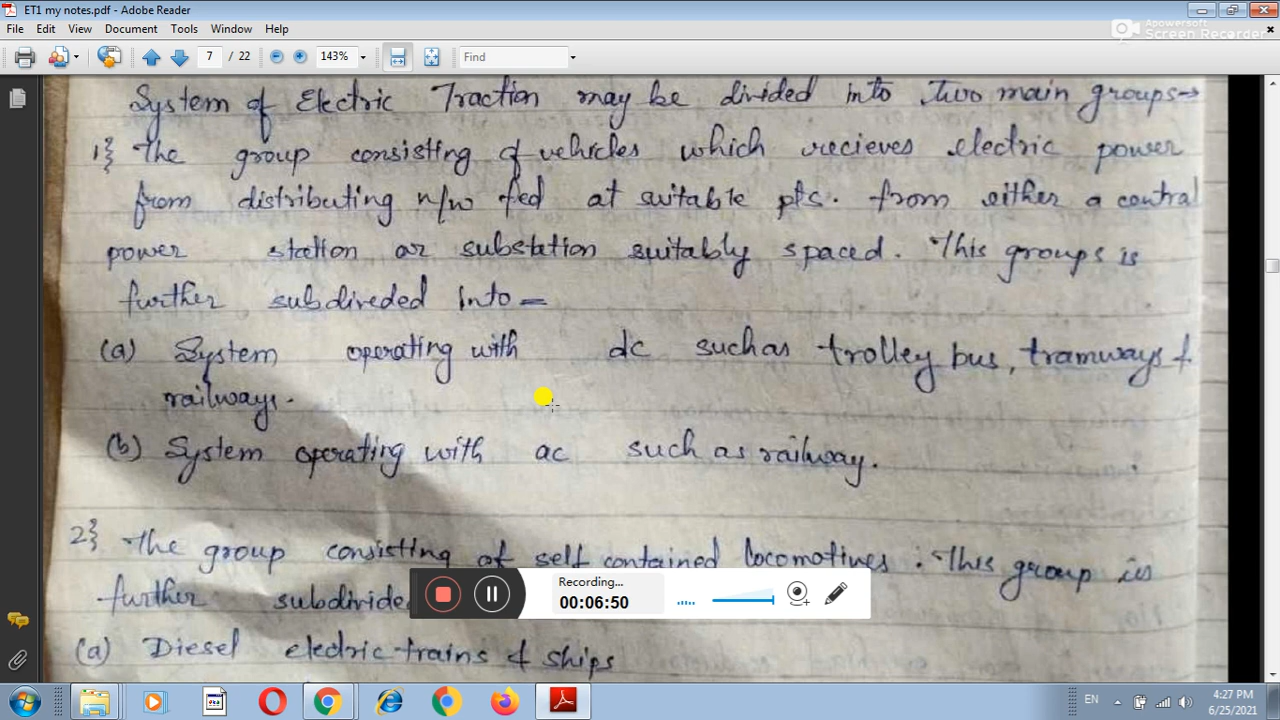 ET1 my notes.pdf - Adobe Reader
File Edit View Document Tools Window Help
Apowersoft
Screen Recorder
7 / 22 143% Find
System of Electric Traction may be divided into two main groups→
1} The group consisting of vehicles which recieves electric power
from distributing n/w fed at suitable pts. from either a central
power station or substation suitably spaced. This groups is
further subdivided into =
(a) System operating with dc such as trolley bus, tramways &
railways.
(b) System operating with ac such as railway.
2} The group consisting of self contained locomotives. This group is
further subdivided
(a) Diesel electric trains & ships
Recording...
00:06:50
EN
4:27 PM
6/25/2021